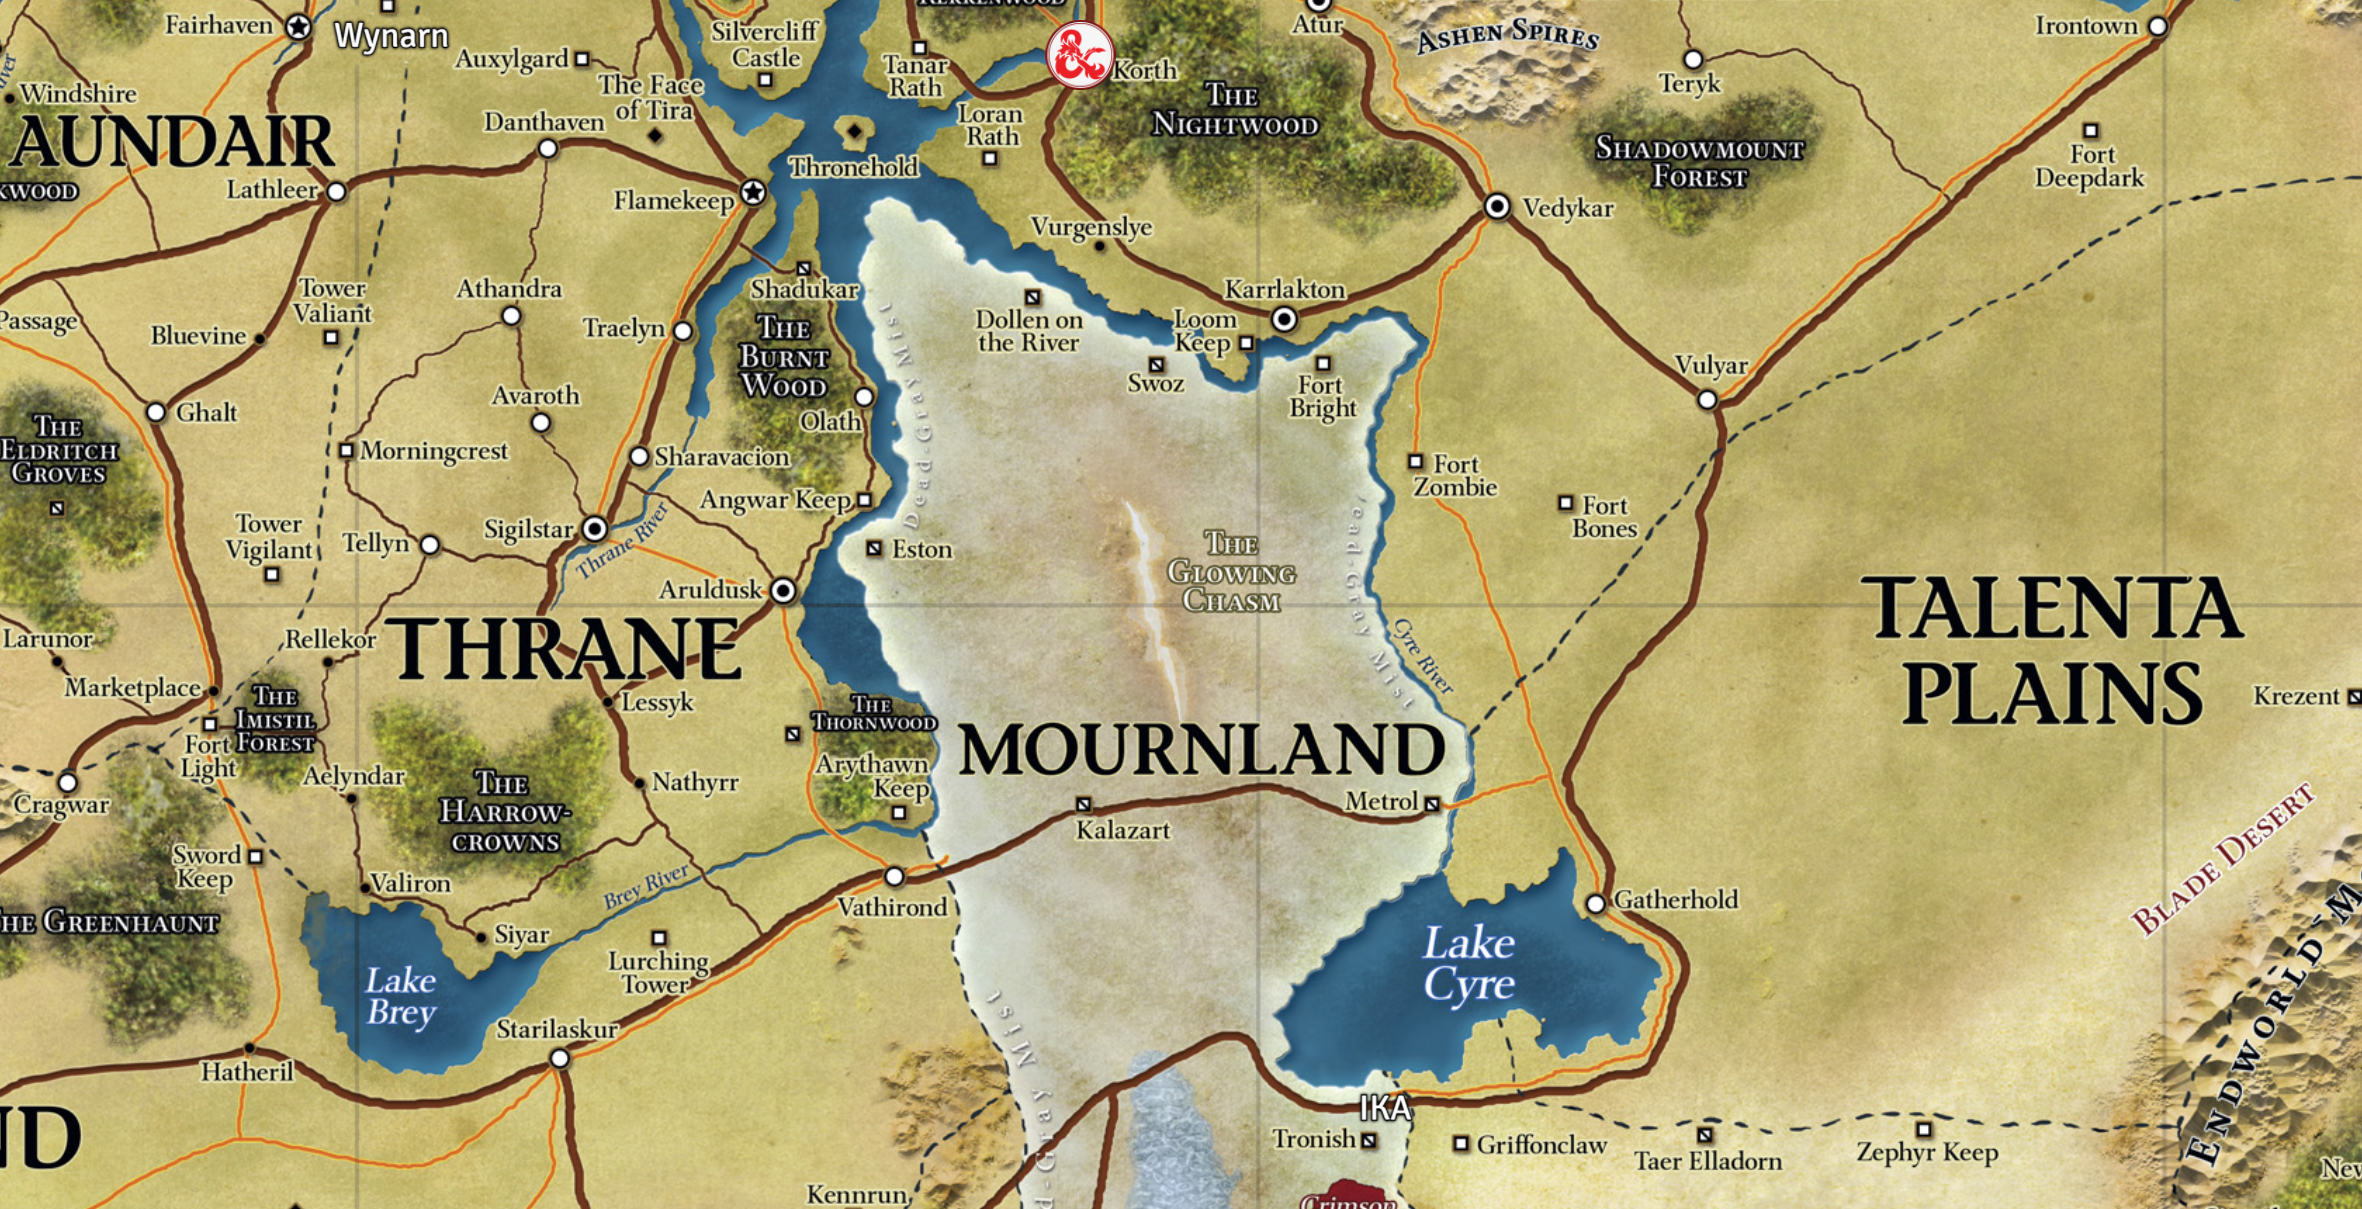 KERRENWOOD
Fairhaven
Wynarn
Silvercliff
Castle
Atur
ASHEN SPIRES
Irontown
Auxylgard
Tanar
Rath
Korth
Teryk
Windshire
The Face
of Tira
THE
NIGHTWOOD
AUNDAIR
Danthaven
Loran
Rath
SHADOWMOUNT
FOREST
Fort
Deepdark
Thronehold
KWOOD
Lathleer
Flamekeep
Vedykar
Vurgenslye
Tower
Valiant
Athandra
Shadukar
Karrlakton
Passage
Bluevine
Traelyn
THE
BURNT
WOOD
Dollen on
the River
Loom
Keep
Swoz
Fort
Bright
Vulyar
Dead-Gray Mist
Ghalt
Avaroth
Olath
THE
ELDRITCH
GROVES
Morningcrest
Sharavacion
Fort
Zombie
Angwar Keep
Fort
Bones
Tower
Vigilant
Tellyn
Sigilstar
Thrane River
Eston
THE
GLOWING
CHASM
Dead-Gray Mist
Aruldusk
TALENTA
PLAINS
Larunor
Rellekor
THRANE
Cyre River
Marketplace
THE
IMISTIL
FOREST
Lessyk
THE
THORNWOOD
MOURNLAND
Krezent
Fort
Light
Aelyndar
THE
HARROW-
CROWNS
Nathyrr
Arythawn
Keep
Cragwar
Kalazart
Metrol
BLADE DESERT
Sword
Keep
Valiron
Brey River
Vathirond
Gatherhold
THE GREENHAUNT
Siyar
Lurching
Tower
Lake
Brey
Lake
Cyre
ENDWORLD M
Starilaskur
Hatheril
Mist
Gray-
IKA
Tronish
Griffonclaw
Taer Elladorn
Zephyr Keep
ND
Kennrun
Crimson
New